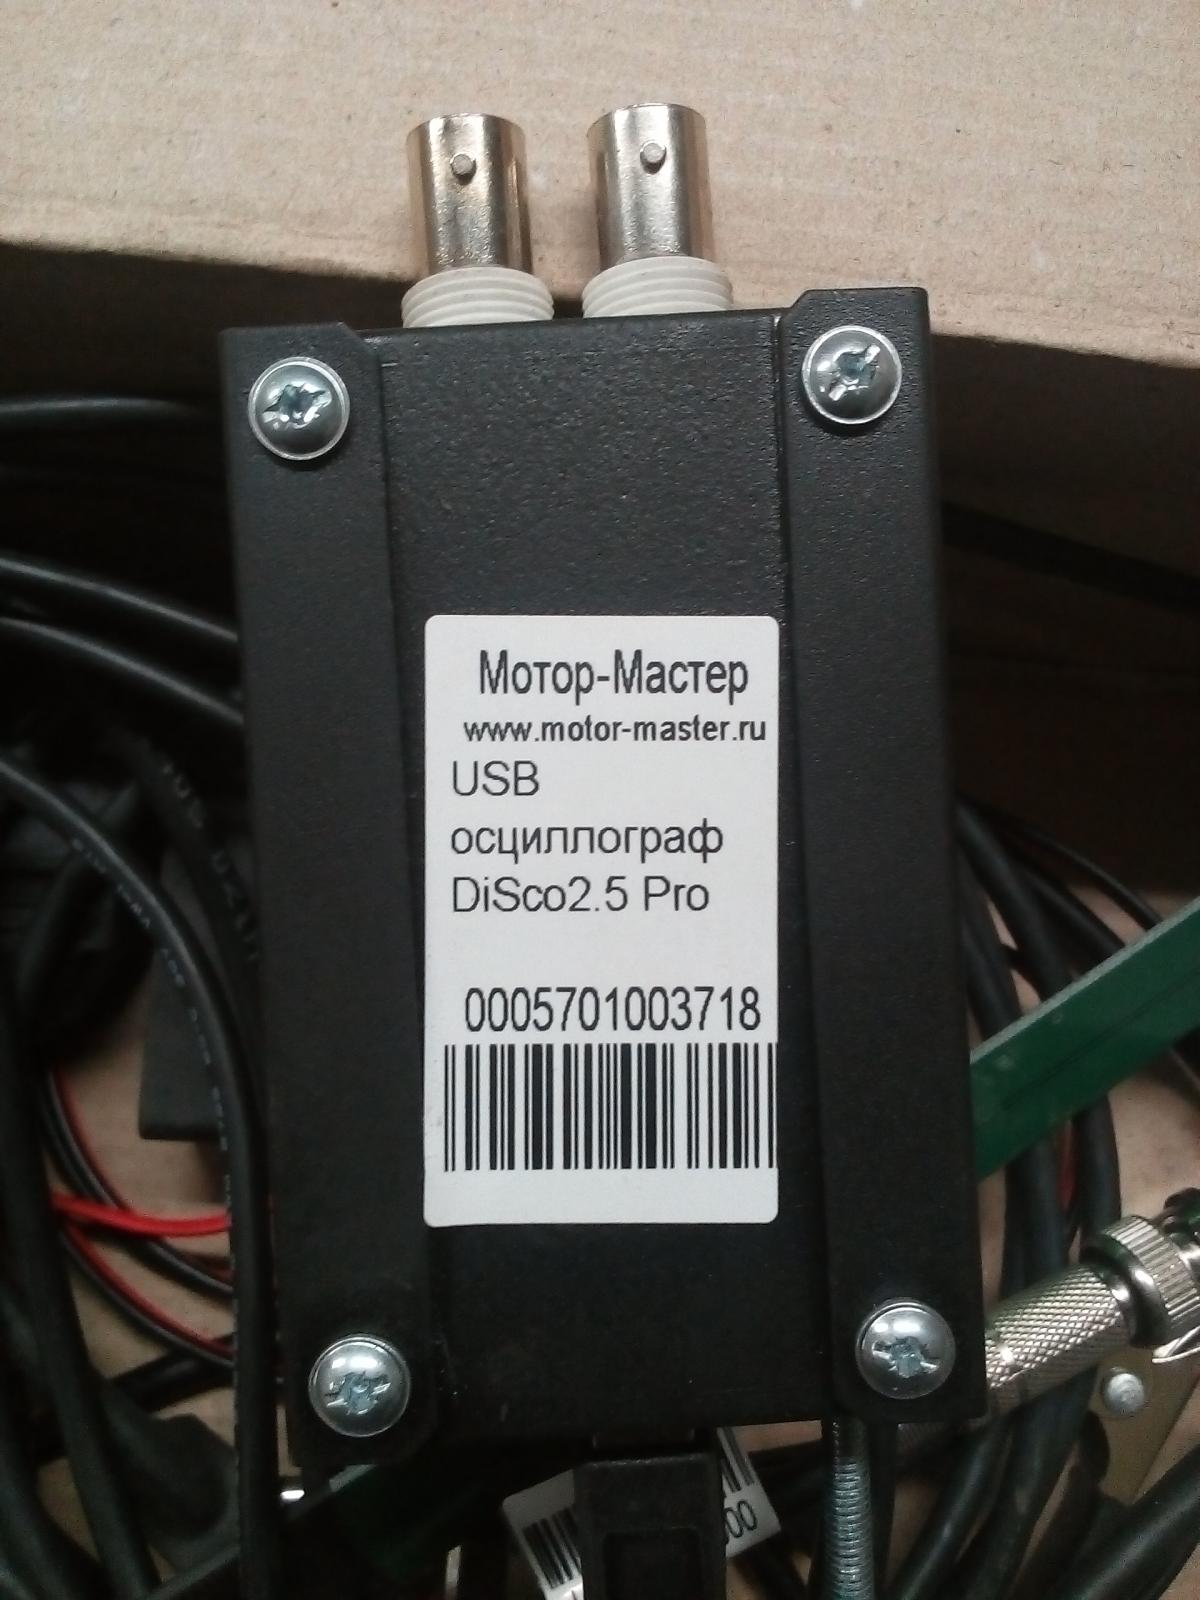 Мотор-Мастер
www.motor-master.ru
USB
осциллограф
DiSco2.5 Pro
0005701003718